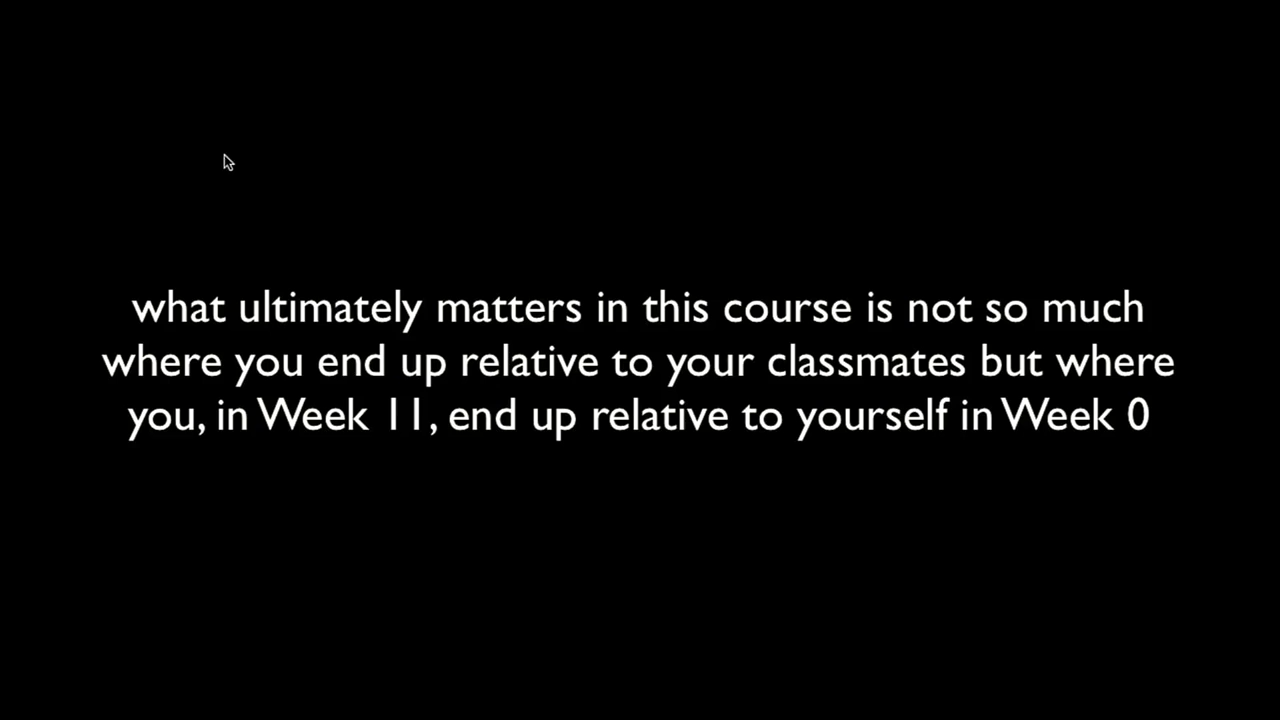 what ultimately matters in this course is not so much
where you end up relative to your classmates but where
you, in Week 11, end up relative to yourself in Week 0